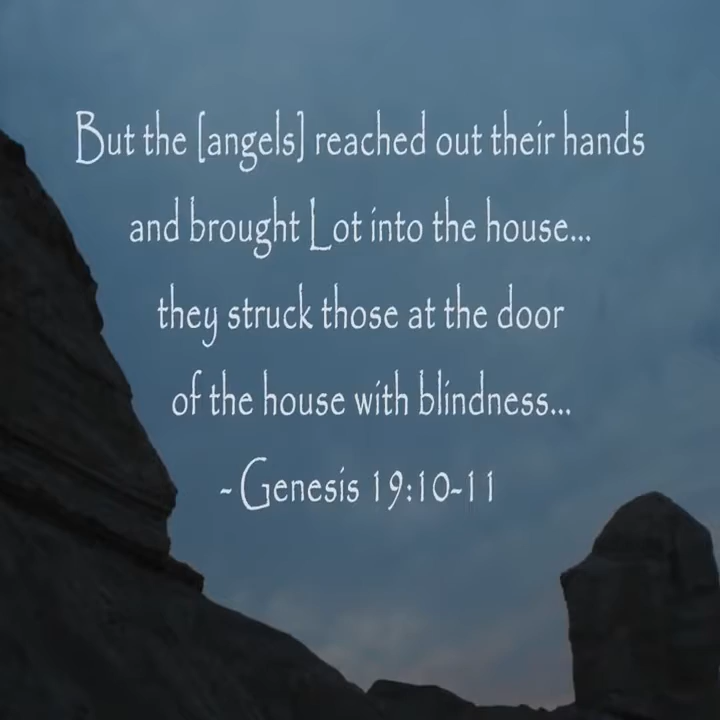 But the [angels] reached out their hands
and brought Lot into the house...
they struck those at the door
of the house with blindness...
- Genesis 19:10-11